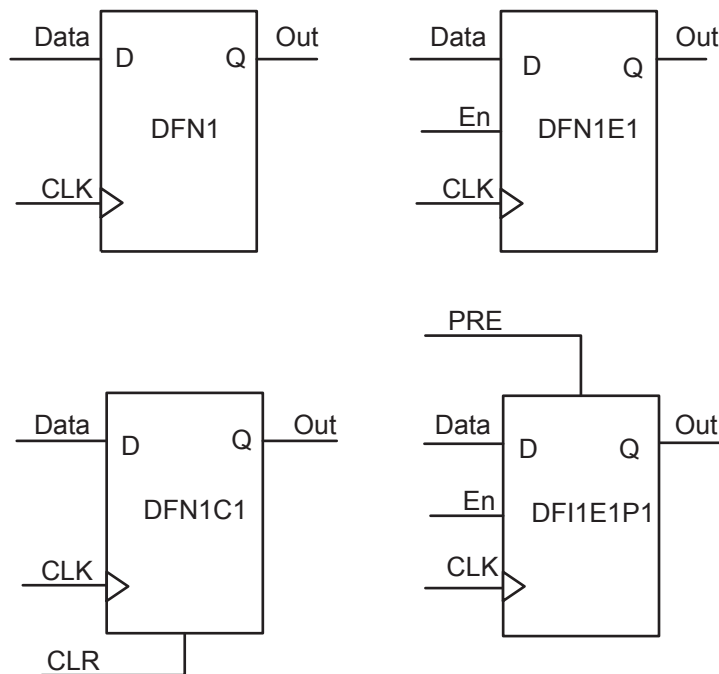 Data
D
Q
Out
DFN1
CLK
Data
D
Q
Out
En
DFN1E1
CLK
Data
D
Q
Out
DFN1C1
CLK
CLR
PRE
Data
D
Q
Out
En
DFI1E1P1
CLK